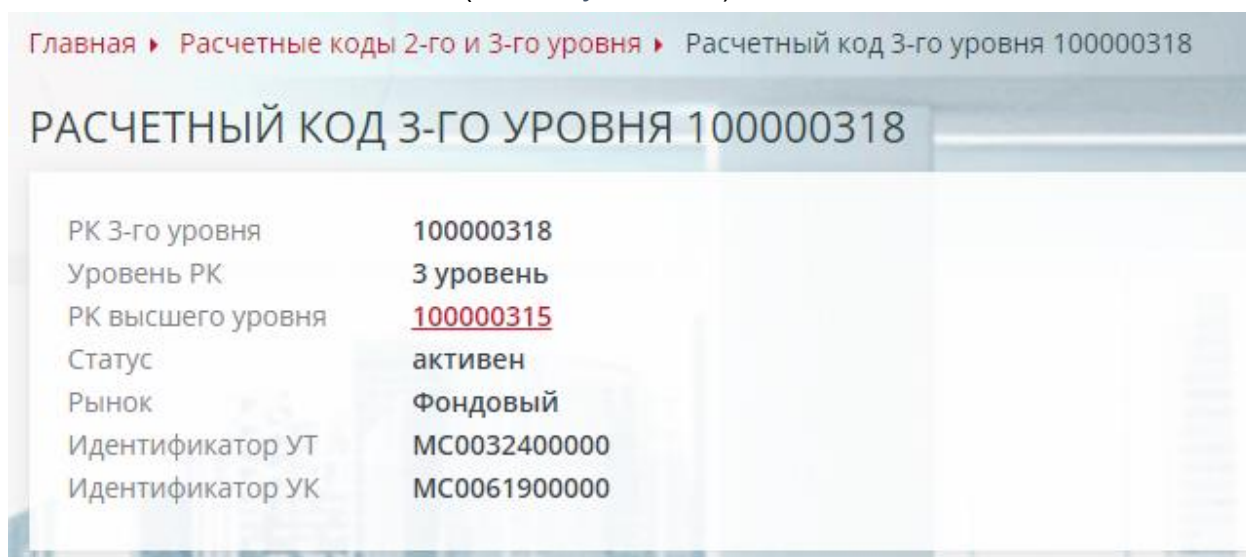 Главная Расчетные коды 2-го и 3-го уровня Расчетный код 3-го уровня 100000318
РАСЧЕТНЫЙ КОД 3-ГО УРОВНЯ 100000318
РК 3-го уровня 100000318
Уровень РК 3 уровень
РК высшего уровня 100000315
Статус активен
Рынок Фондовый
Идентификатор УТ MC0032400000
Идентификатор УК MC0061900000